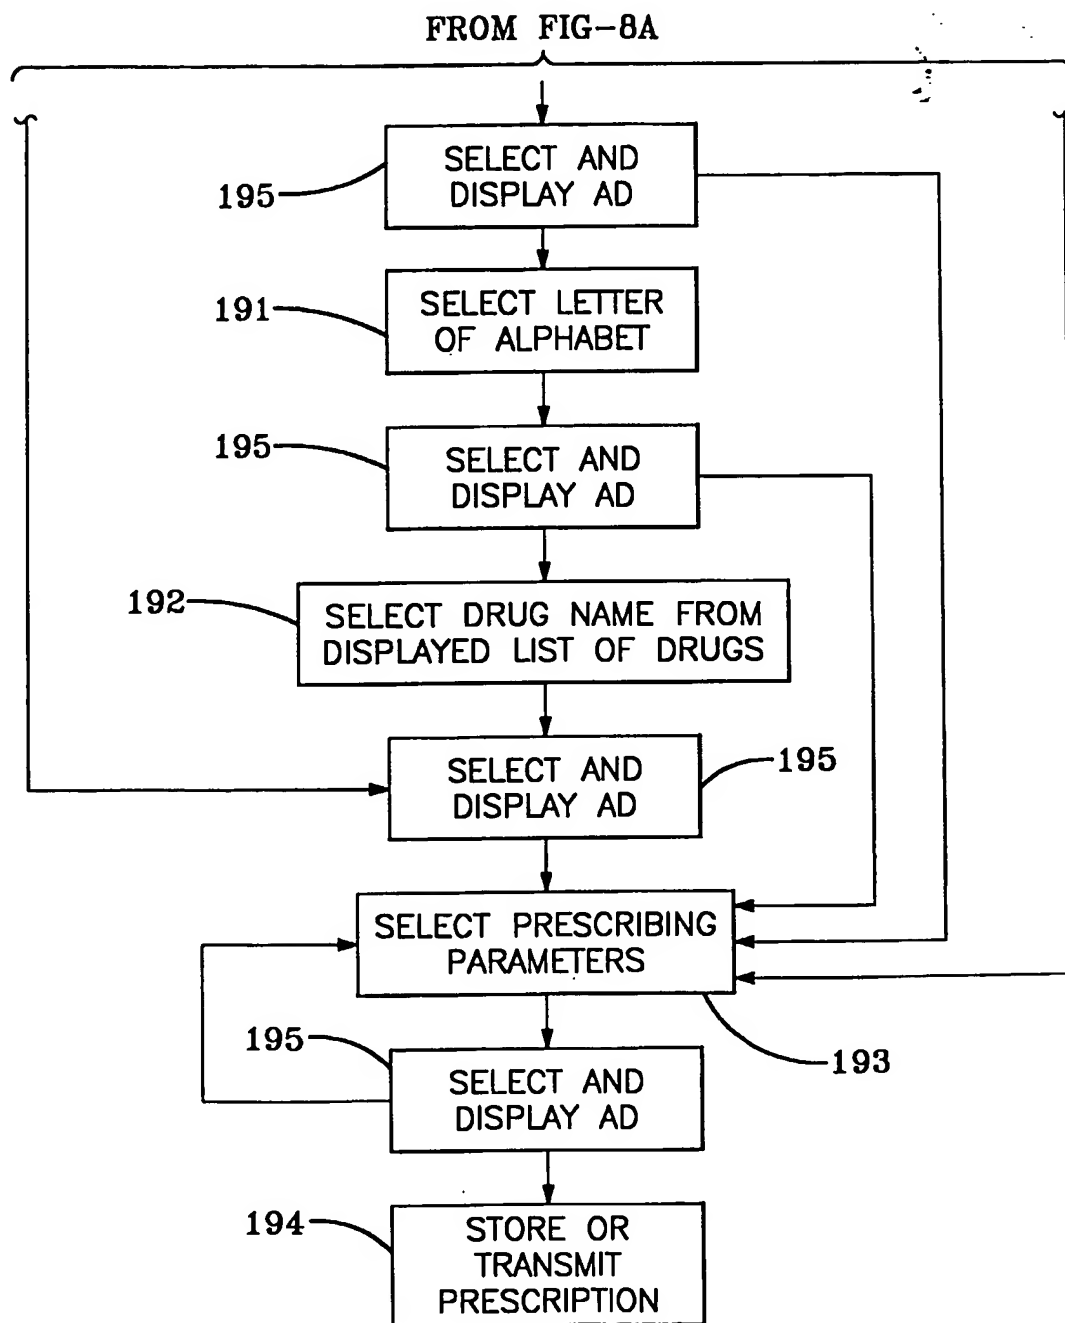 FROM FIG-8A
195
SELECT AND
DISPLAY AD
191
SELECT LETTER
OF ALPHABET
195
SELECT AND
DISPLAY AD
192
SELECT DRUG NAME FROM
DISPLAYED LIST OF DRUGS
SELECT AND
DISPLAY AD
195
SELECT PRESCRIBING
PARAMETERS
193
195
SELECT AND
DISPLAY AD
194
STORE OR
TRANSMIT
PRESCRIPTION